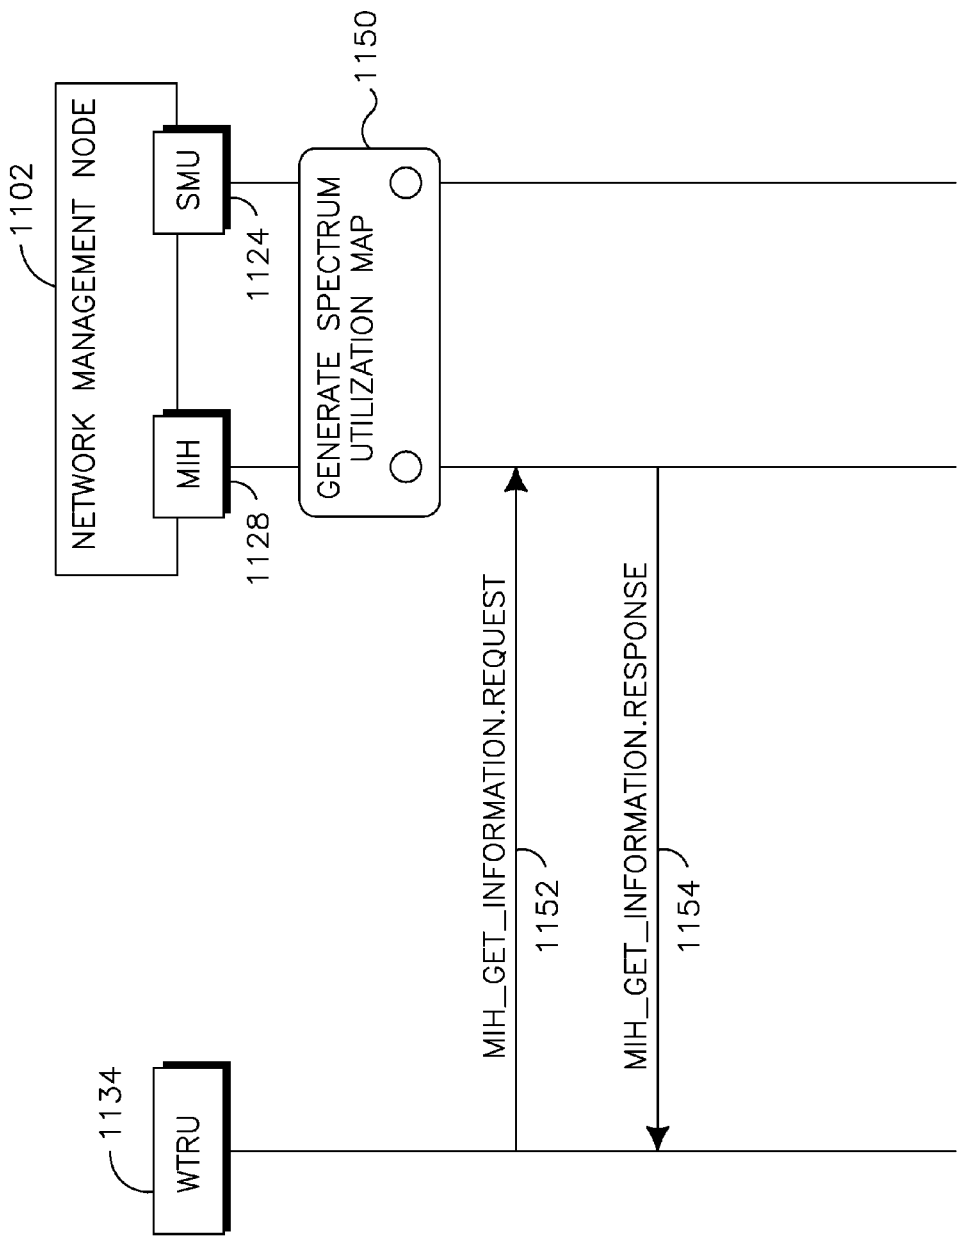 1134
WTRU
1102
NETWORK MANAGEMENT NODE
MIH
SMU
1128
1124
GENERATE SPECTRUM
UTILIZATION MAP
1150
MIH_GET_INFORMATION.REQUEST
1152
MIH_GET_INFORMATION.RESPONSE
1154